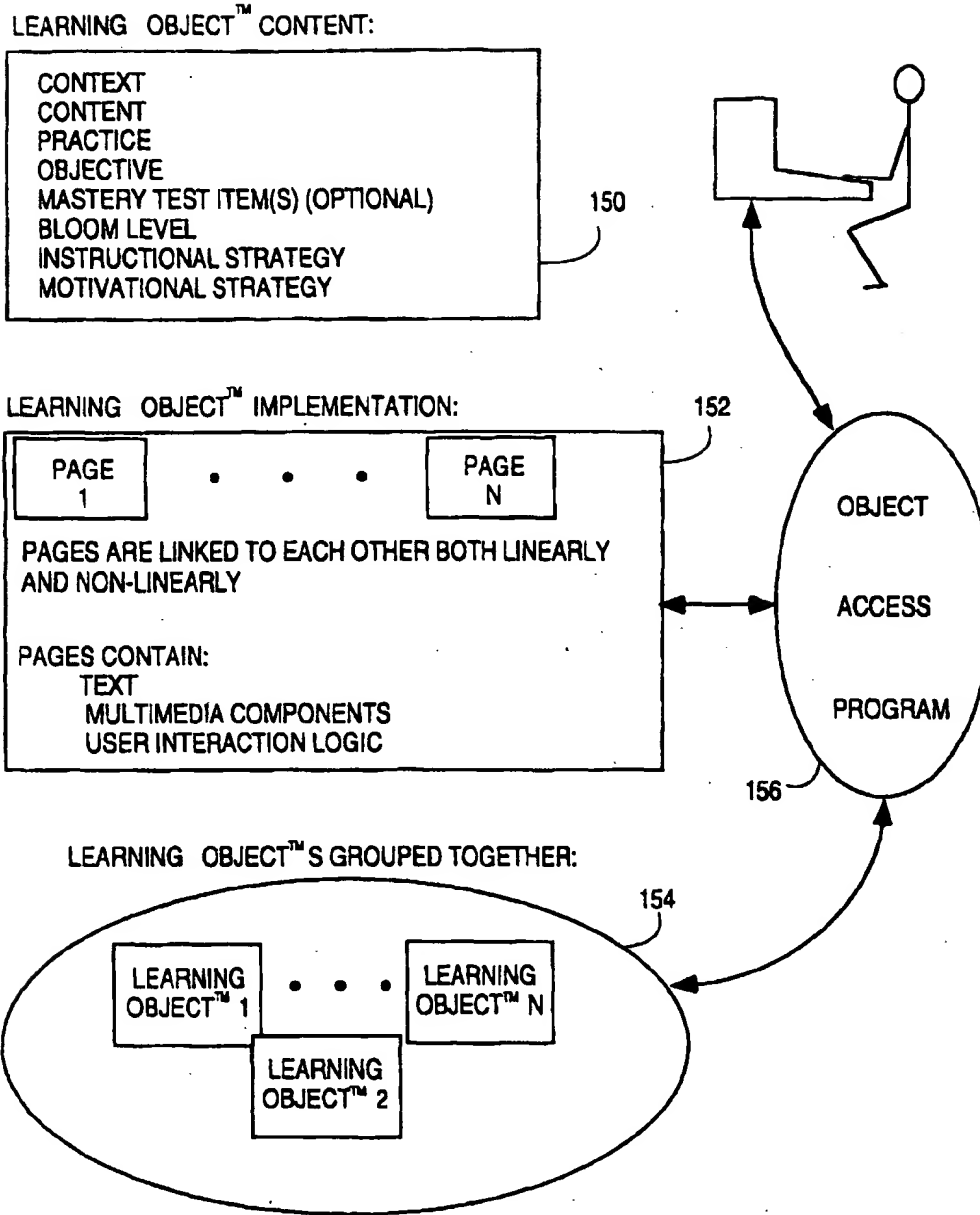 LEARNING OBJECT™ CONTENT:
CONTEXT
CONTENT
PRACTICE
OBJECTIVE
MASTERY TEST ITEM(S) (OPTIONAL)
BLOOM LEVEL
INSTRUCTIONAL STRATEGY
MOTIVATIONAL STRATEGY
150
LEARNING OBJECT™ IMPLEMENTATION:
152
PAGE
1
• • •
PAGE
N
PAGES ARE LINKED TO EACH OTHER BOTH LINEARLY
AND NON-LINEARLY
PAGES CONTAIN:
TEXT
MULTIMEDIA COMPONENTS
USER INTERACTION LOGIC
OBJECT
ACCESS
PROGRAM
156
LEARNING OBJECT™S GROUPED TOGETHER:
154
LEARNING
OBJECT™ 1
• • •
LEARNING
OBJECT™ N
LEARNING
OBJECT™ 2